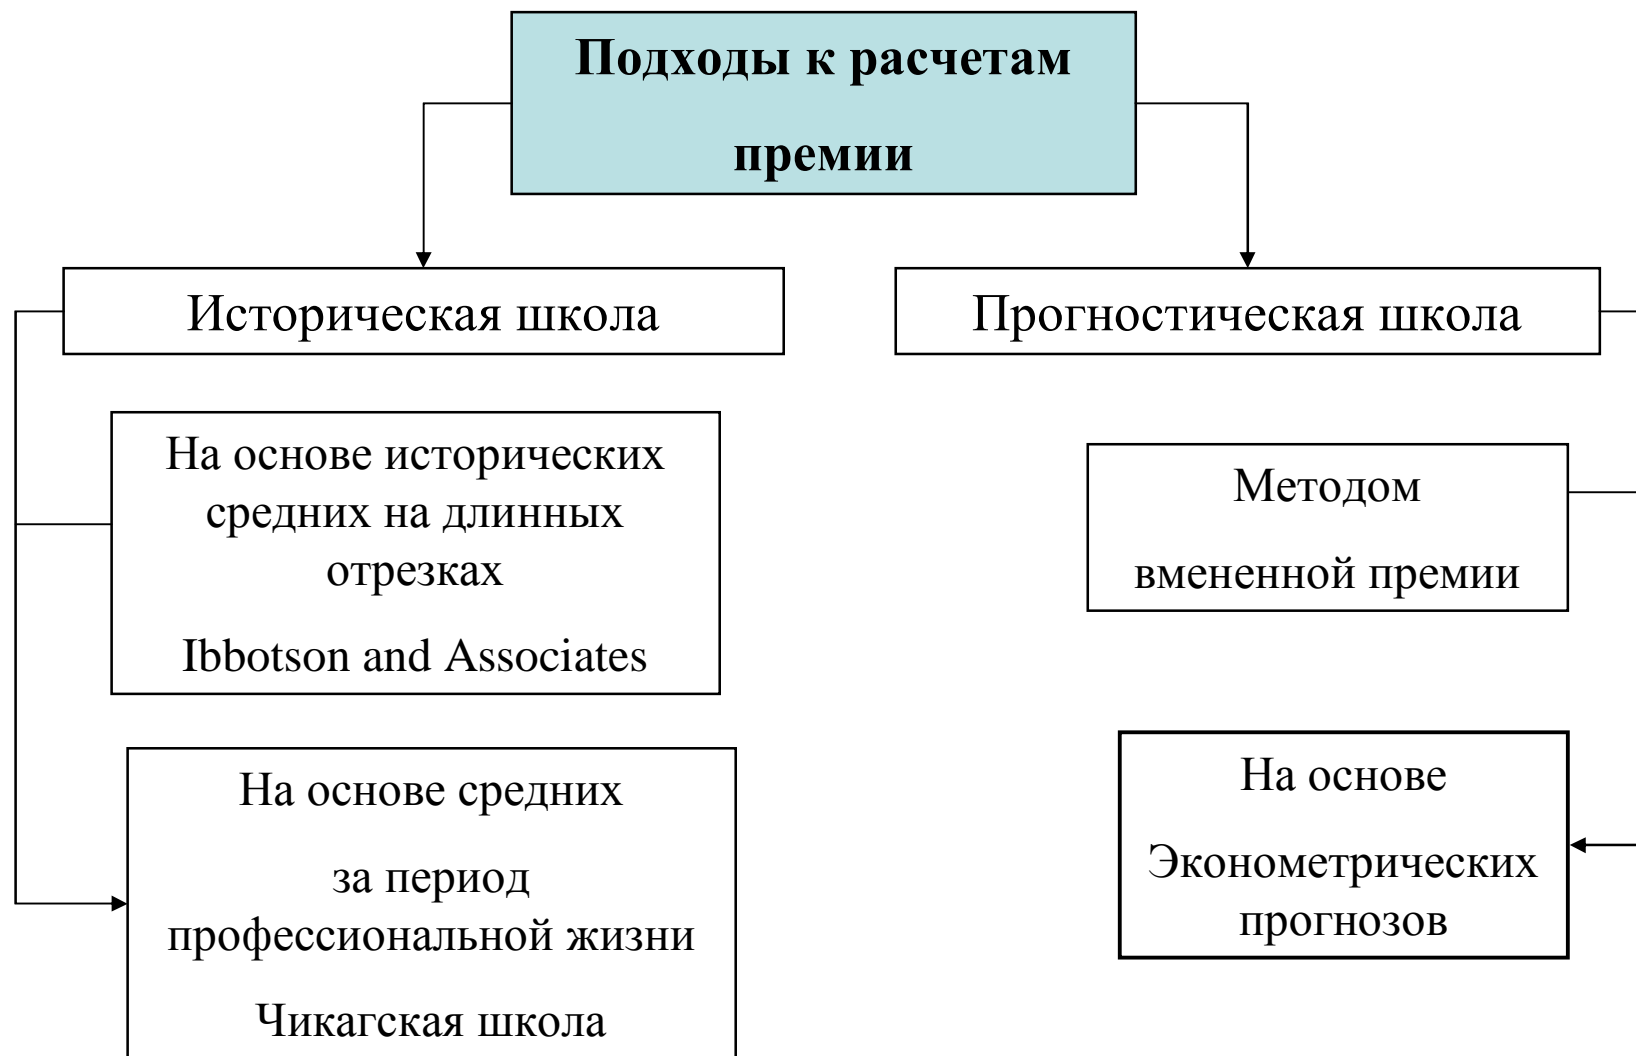 Подходы к расчетам
премии
Историческая школа
Прогностическая школа
На основе исторических
средних на длинных
отрезках
Ibbotson and Associates
Методом
вмененной премии
На основе средних
за период
профессиональной жизни
Чикагская школа
На основе
Эконометрических
прогнозов